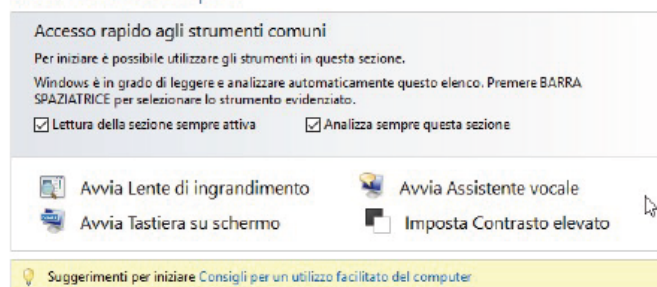 Accesso rapido agli strumenti comuni
Per iniziare è possibile utilizzare gli strumenti in questa sezione.
Windows è in grado di leggere e analizzare automaticamente questo elenco. Premere BARRA
SPAZIATRICE per selezionare lo strumento evidenziato.
Lettura della sezione sempre attiva Analizza sempre questa sezione
Avvia Lente di ingrandimento Avvia Assistente vocale
Avvia Tastiera su schermo Imposta Contrasto elevato
Suggerimenti per iniziare Consigli per un utilizzo facilitato del computer